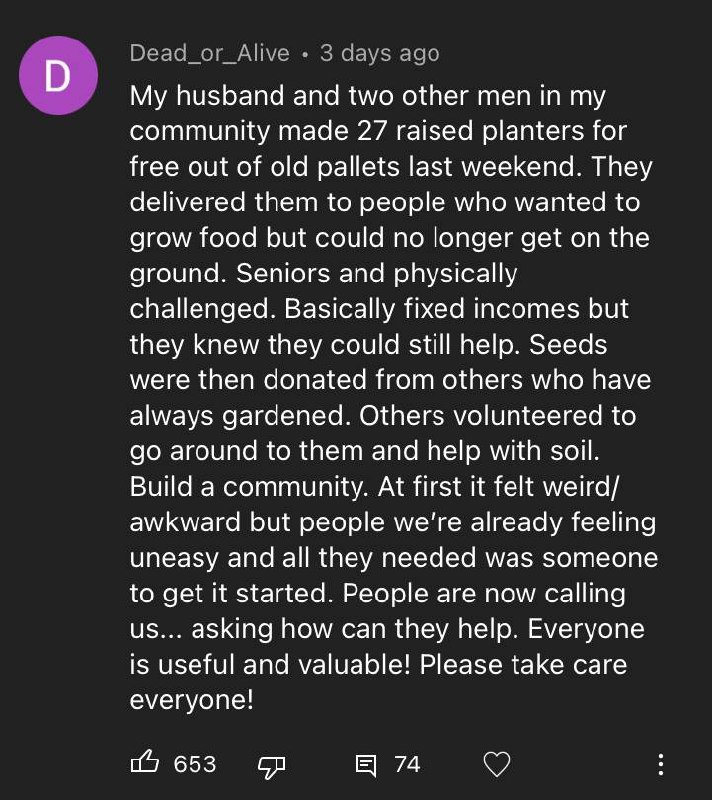 D
Dead_or_Alive • 3 days ago
My husband and two other men in my
community made 27 raised planters for
free out of old pallets last weekend. They
delivered them to people who wanted to
grow food but could no longer get on the
ground. Seniors and physically
challenged. Basically fixed incomes but
they knew they could still help. Seeds
were then donated from others who have
always gardened. Others volunteered to
go around to them and help with soil.
Build a community. At first it felt weird/
awkward but people we're already feeling
uneasy and all they needed was someone
to get it started. People are now calling
us... asking how can they help. Everyone
is useful and valuable! Please take care
everyone!
653 74